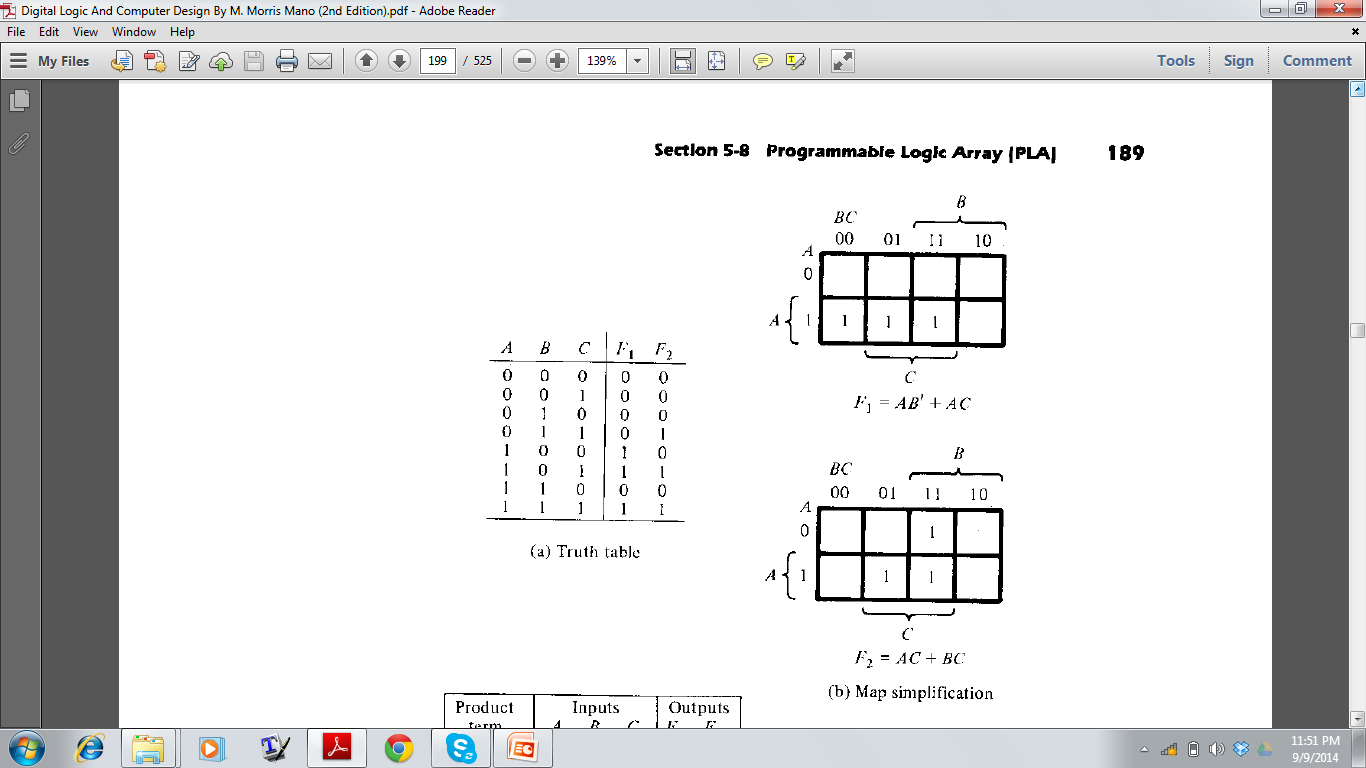 Digital Logic And Computer Design By M. Morris Mano (2nd Edition).pdf - Adobe Reader
File Edit View Window Help
My Files 199 / 525 139% Tools Sign Comment
Section 5-8 Programmable Logic Array (PLA) 189
B
BC
00 01 11 10
A
0
A 1 1 1 1
C
F1 = AB' + AC
A B C F1 F2
0 0 0 0 0
0 0 1 0 0
0 1 0 0 0
0 1 1 0 1
1 0 0 1 0
1 0 1 1 1
1 1 0 0 0
1 1 1 1 1
(a) Truth table
B
BC
00 01 11 10
A
0 1
A 1 1 1
C
F2 = AC + BC
(b) Map simplification
Product Inputs Outputs
term A B C F F
11:51 PM
9/9/2014